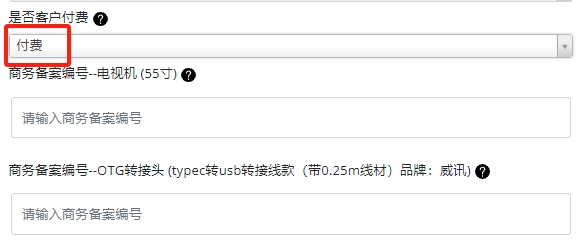 是否客户付费 ?
付费
商务备案编号--电视机 (55寸) ?
请输入商务备案编号
商务备案编号--OTG转接头 (typec转usb转接线款（带0.25m线材）品牌：威讯) ?
请输入商务备案编号